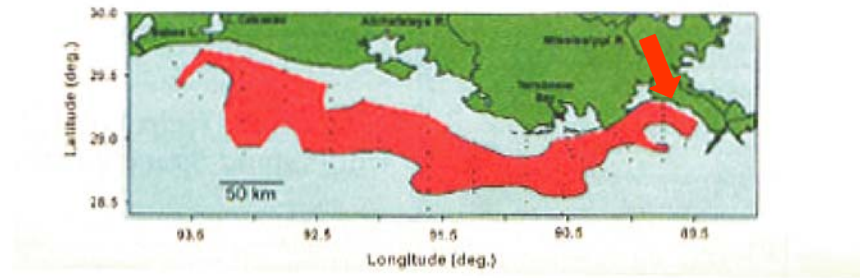 Latitude (deg.)
30.0
29.5
29.0
28.5
Sabine L.
L. Calcasieu
Atchafalaya R.
Mississippi R.
Terrebonne
Bay
50 km
93.5
92.5
91.5
90.5
89.5
Longitude (deg.)